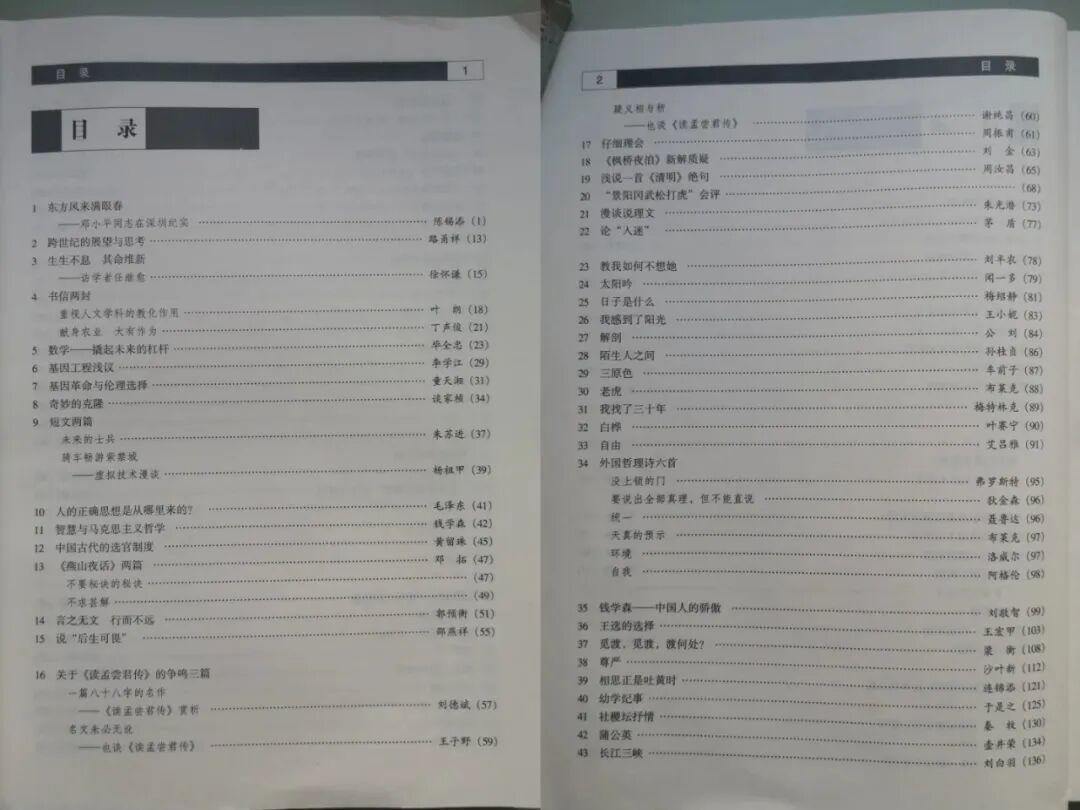 目 录 1
目 录
1 东方风来满眼春
——邓小平同志在深圳纪实 陈锡添 (1)
2 跨世纪的展望与思考 路甬祥 (13)
3 生生不息 其命维新
——访学者任继愈 徐怀谦 (15)
4 书信两封
重视人文学科的教化作用 叶 朗 (18)
献身农业 大有作为 丁声俊 (21)
5 数学——撬起未来的杠杆 毕全忠 (23)
6 基因工程浅议 李学江 (29)
7 基因革命与伦理选择 童天湘 (31)
8 奇妙的克隆 谈家桢 (34)
9 短文两篇
未来的士兵 朱苏进 (37)
骑车畅游紫禁城
——虚拟技术漫谈 杨祖甲 (39)
10 人的正确思想是从哪里来的? 毛泽东 (41)
11 智慧与马克思主义哲学 钱学森 (42)
12 中国古代的选官制度 黄留珠 (45)
13 《燕山夜话》两篇 邓 拓 (47)
不要秘诀的秘诀 (47)
不求甚解 (49)
14 言之无文 行而不远 郭预衡 (51)
15 说“后生可畏” 邵燕祥 (55)
16 关于《读孟尝君传》的争鸣三篇
一篇八十八字的名作
——《读孟尝君传》赏析 刘德斌 (57)
名文未必无疵
——也谈《读孟尝君传》 王子野 (59)
2 目 录
疑义相与析
——也谈《读孟尝君传》 谢纯昌 (60)
17 仔细理会 周振甫 (61)
18 《枫桥夜泊》新解质疑 刘 金 (63)
19 浅说一首《清明》绝句 周汝昌 (65)
20 “景阳冈武松打虎”会评 (68)
21 漫谈说理文 朱光潜 (73)
22 论“入迷” 茅 盾 (77)
23 教我如何不想她 刘半农 (78)
24 太阳吟 闻一多 (79)
25 日子是什么 梅绍静 (81)
26 我感到了阳光 王小妮 (83)
27 解剖 公 刘 (84)
28 陌生人之间 孙桂贞 (86)
29 三原色 车前子 (87)
30 老虎 布莱克 (88)
31 我找了三十年 梅特林克 (89)
32 白桦 叶赛宁 (90)
33 自由 艾吕雅 (91)
34 外国哲理诗六首
没上锁的门 弗罗斯特 (95)
要说出全部真理，但不能直说 狄金森 (96)
统一 聂鲁达 (96)
天真的预示 布莱克 (97)
环境 洛威尔 (97)
自我 阿格伦 (98)
35 钱学森——中国人的骄傲 刘敬智 (99)
36 王选的选择 王宏甲 (103)
37 觅渡，觅渡，渡何处? 梁 衡 (108)
38 尊严 沙叶新 (112)
39 相思正是吐黄时 连锦添 (121)
40 幼学纪事 于是之 (125)
41 社稷坛抒情 秦 牧 (130)
42 蒲公英 壶井荣 (134)
43 长江三峡 刘白羽 (136)